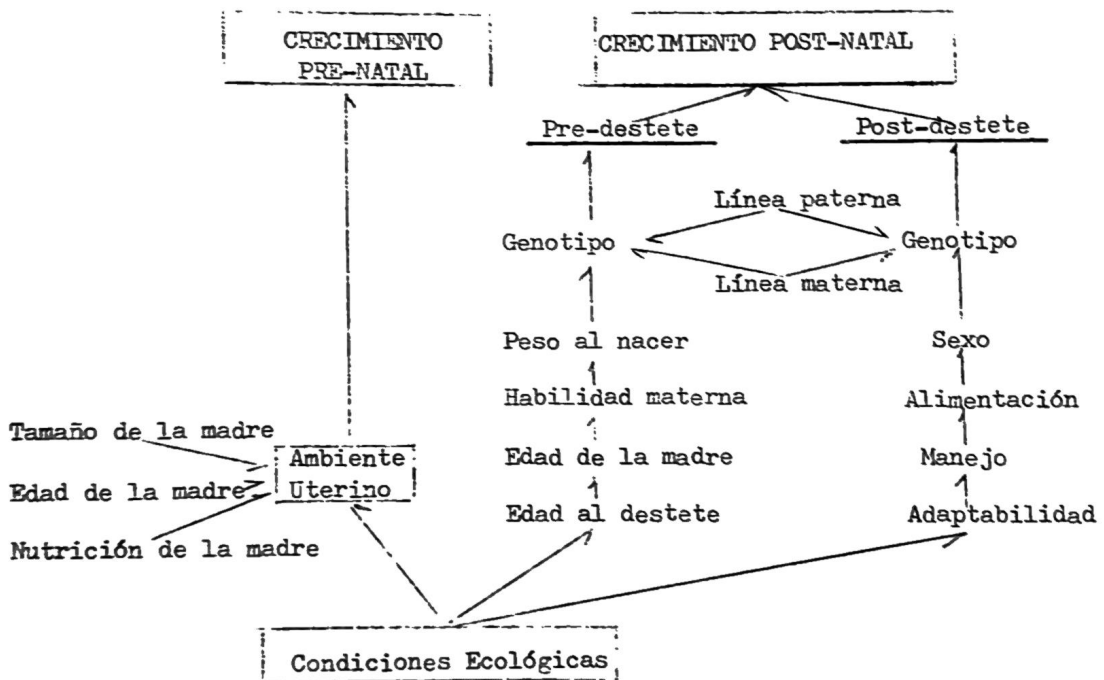 CRECIMIENTO
PRE-NATAL
CRECIMIENTO POST-NATAL
Pre-destete
Post-destete
Línea paterna
Genotipo
Genotipo
Línea materna
Peso al nacer
Sexo
Habilidad materna
Alimentación
Tamaño de la madre
Ambiente
Uterino
Edad de la madre
Manejo
Edad de la madre
Edad al destete
Adaptabilidad
Nutrición de la madre
Condiciones Ecológicas